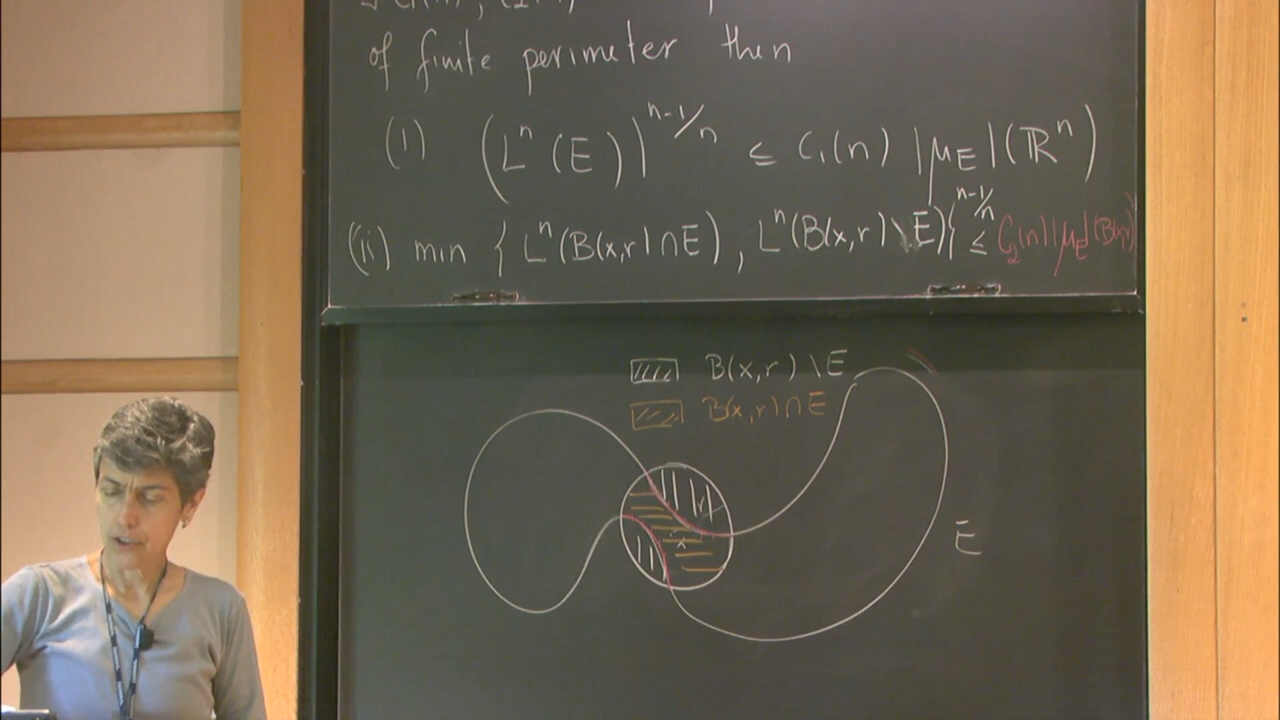 of finite perimeter then
(i) (L^n(E))^{n-1/n} ≤ C_1(n) |μ_E|(ℝ^n)
(ii) min { L^n(B(x,r)∩E), L^n(B(x,r)\E)}^{n-1/n} ≤ C_2(n)|μ_E|(B(x,r))
B(x,r)\E
B(x,r)∩E
r
x
E